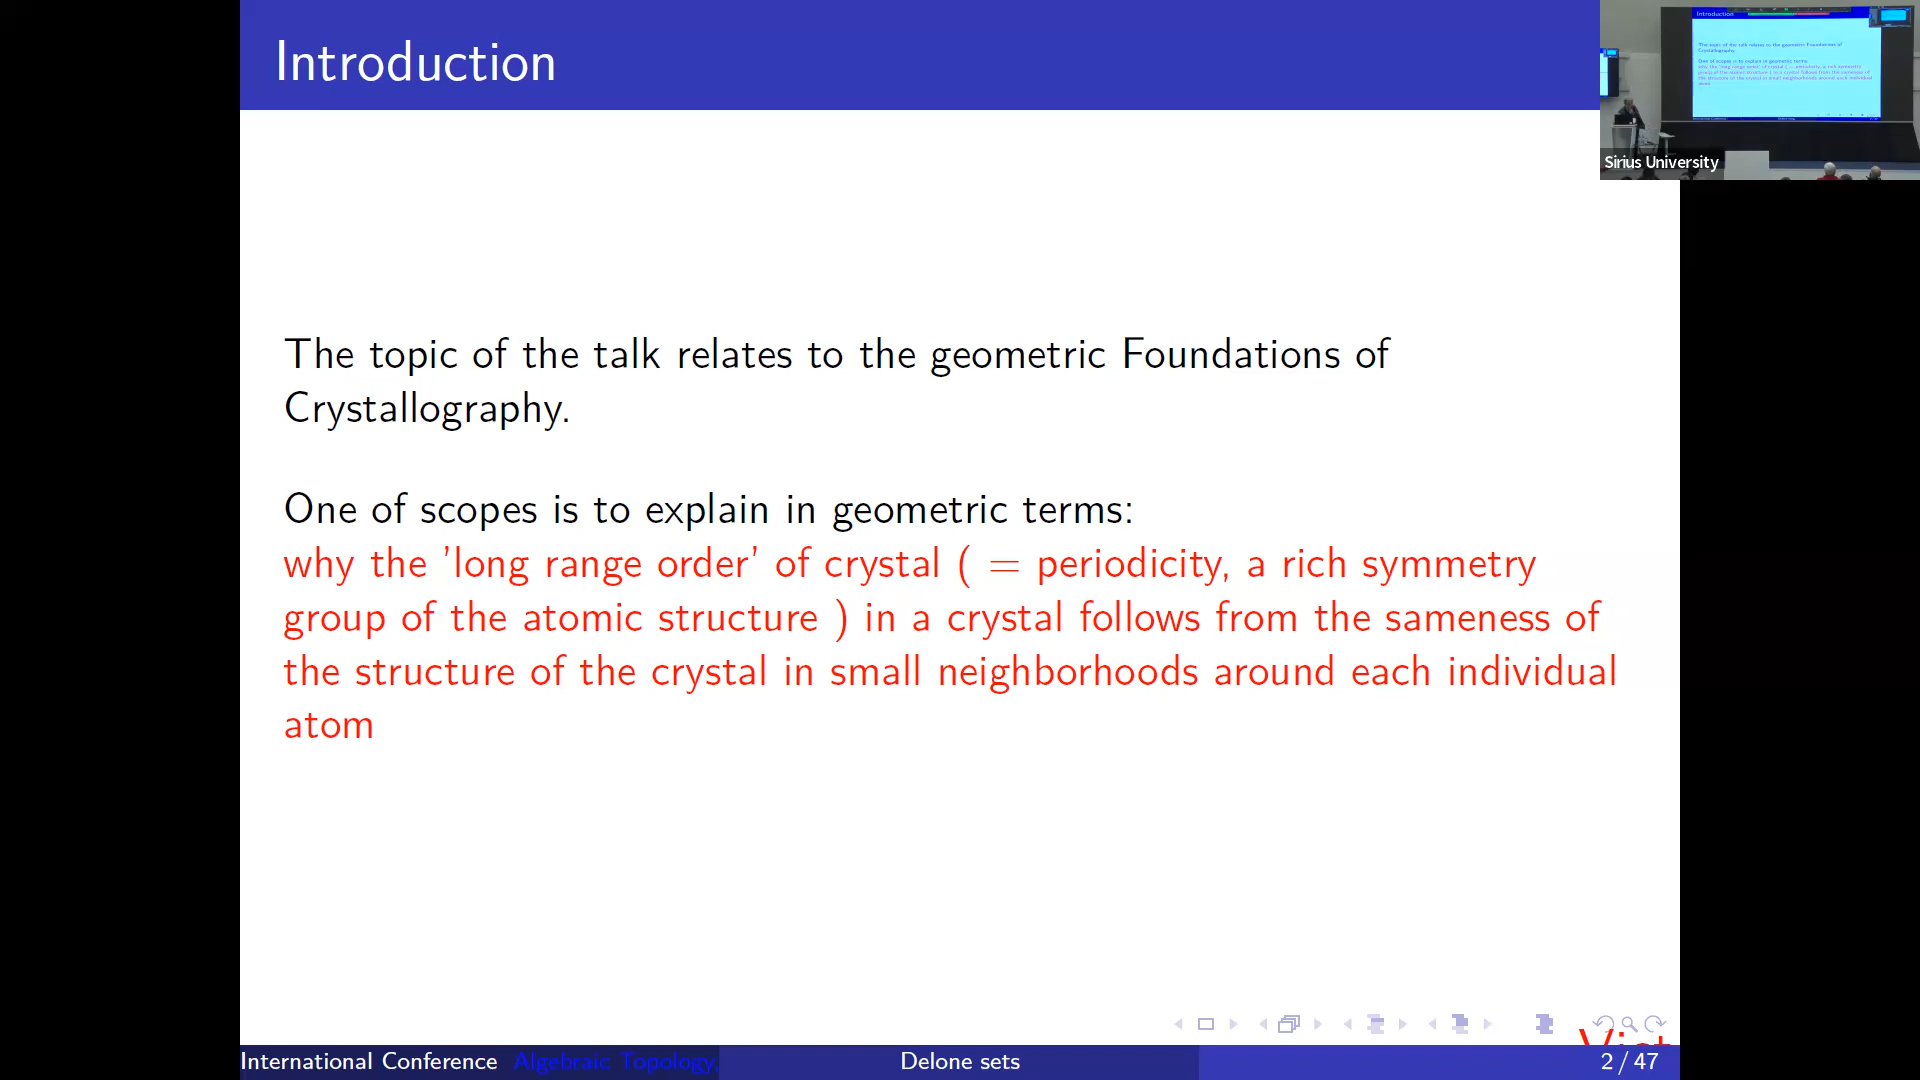 Introduction
Sirius University
The topic of the talk relates to the geometric Foundations of
Crystallography.
One of scopes is to explain in geometric terms:
why the 'long range order' of crystal ( = periodicity, a rich symmetry
group of the atomic structure ) in a crystal follows from the sameness of
the structure of the crystal in small neighborhoods around each individual
atom
International Conference Algebraic Topology,
Delone sets
2 / 47